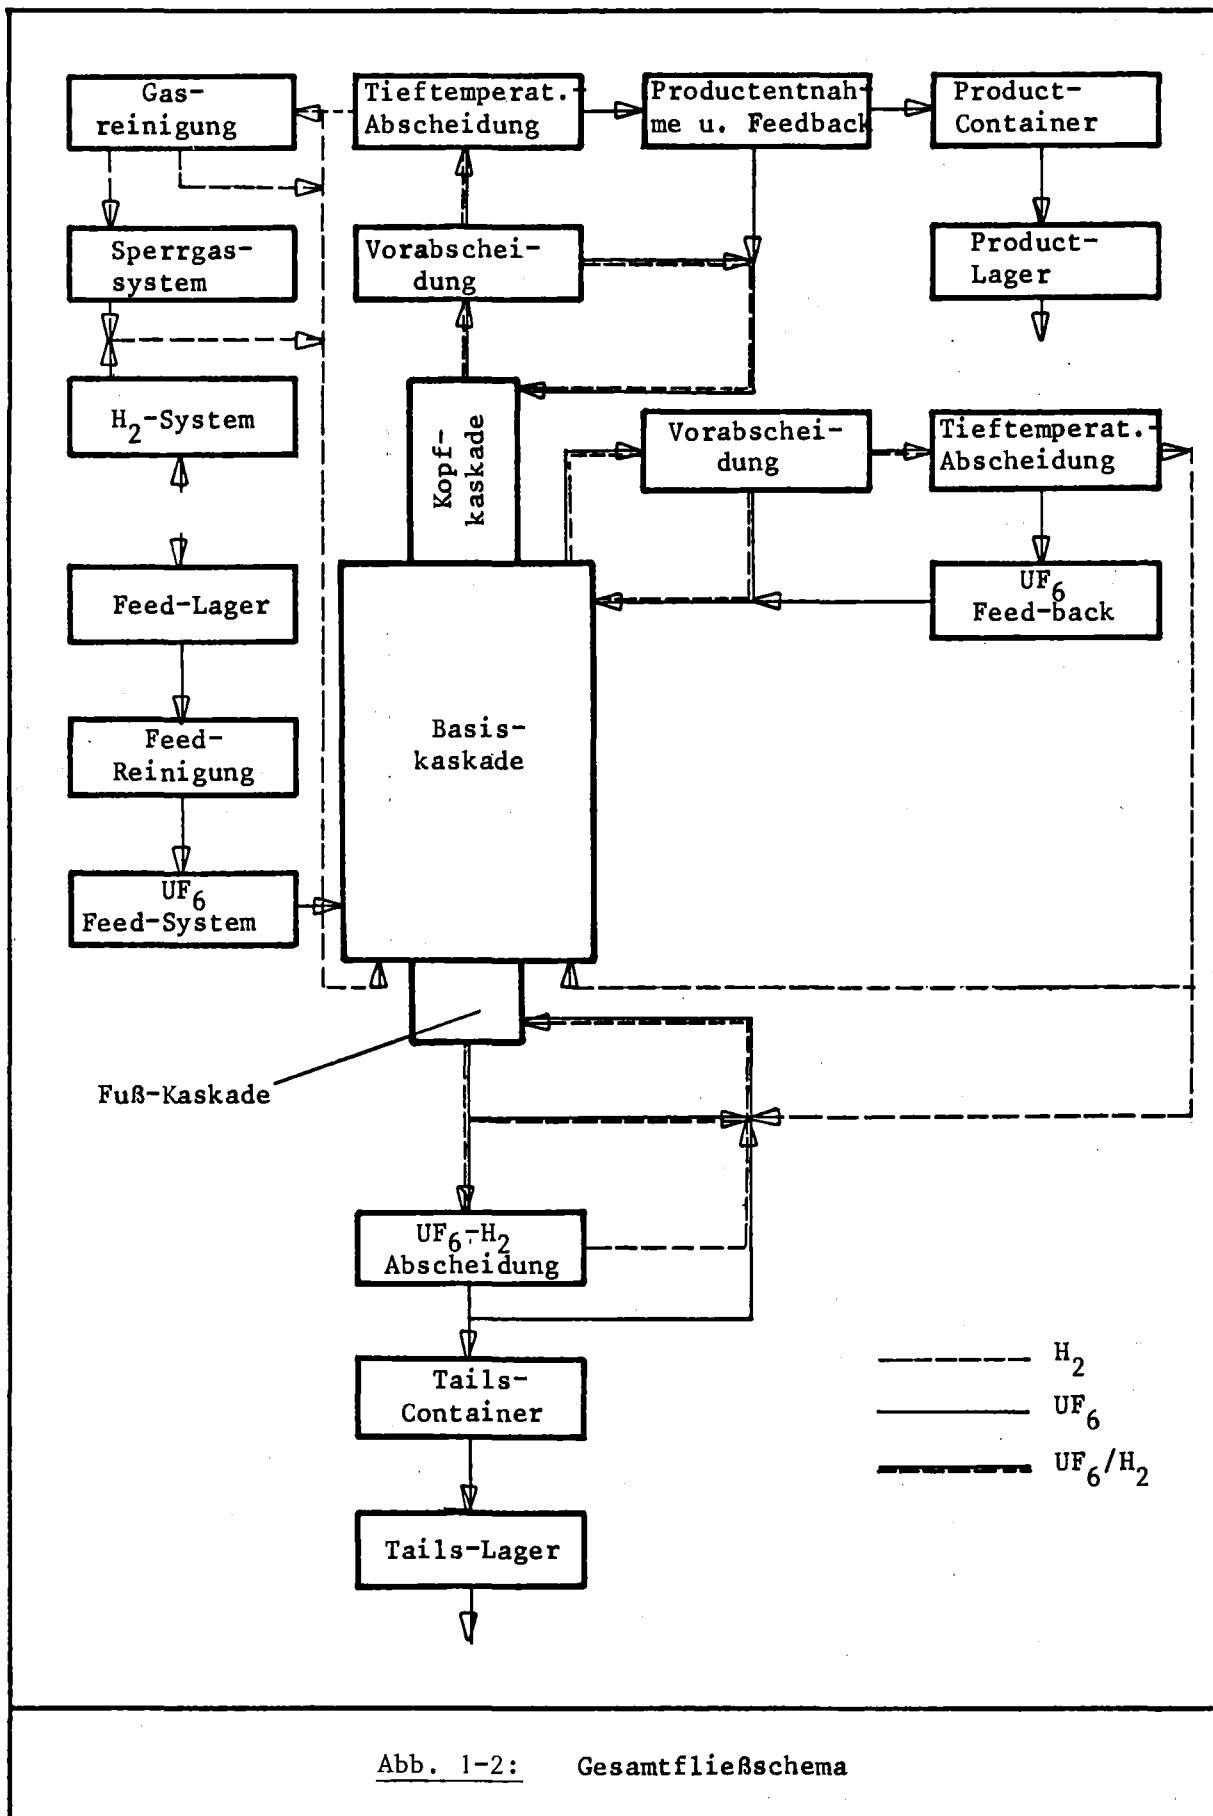 Gas-
reinigung
Tieftemperat.-
Abscheidung
Productentnah-
me u. Feedback
Product-
Container
Sperrgas-
system
Vorabschei-
dung
Product-
Lager
H2-System
Kopf-
kaskade
Vorabschei-
dung
Tieftemperat.-
Abscheidung
Feed-Lager
UF6
Feed-back
Feed-
Reinigung
Basis-
kaskade
UF6
Feed-System
Fuß-Kaskade
UF6-H2
Abscheidung
Tails-
Container
Tails-Lager
H2
UF6
UF6/H2
Abb. 1-2: Gesamtfließschema